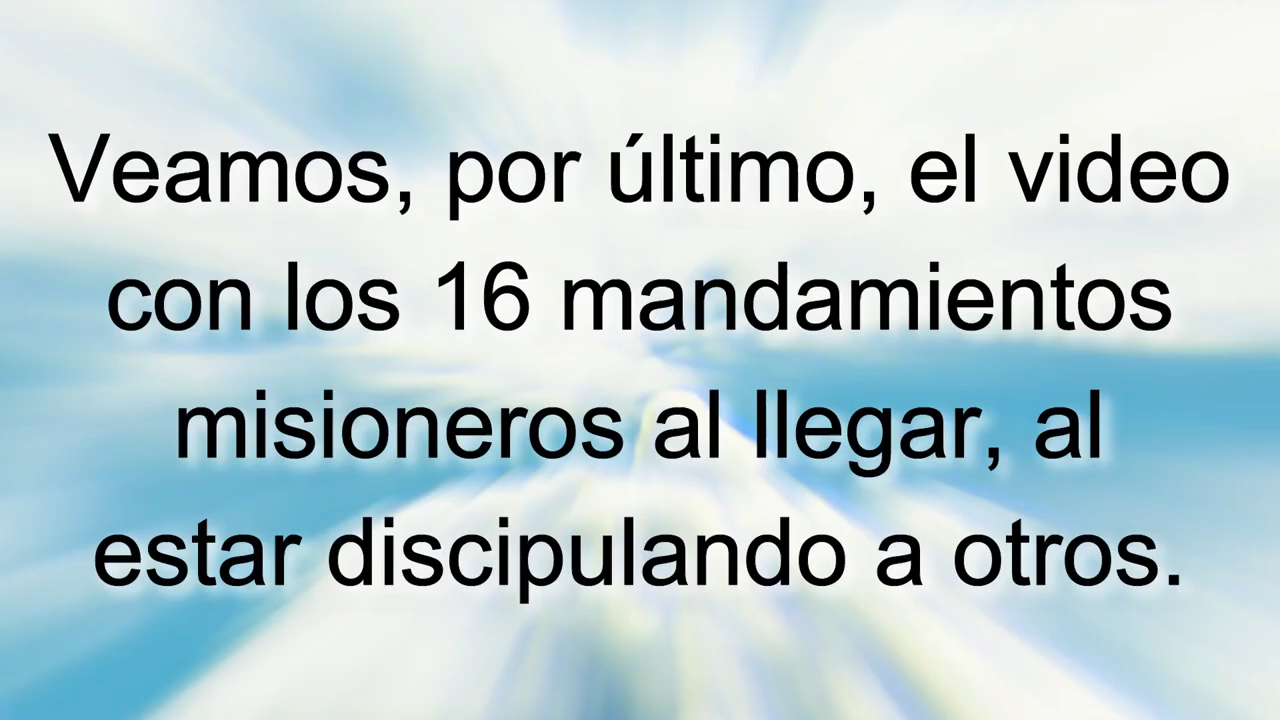 Veamos, por último, el video
con los 16 mandamientos
misioneros al llegar, al
estar discipulando a otros.